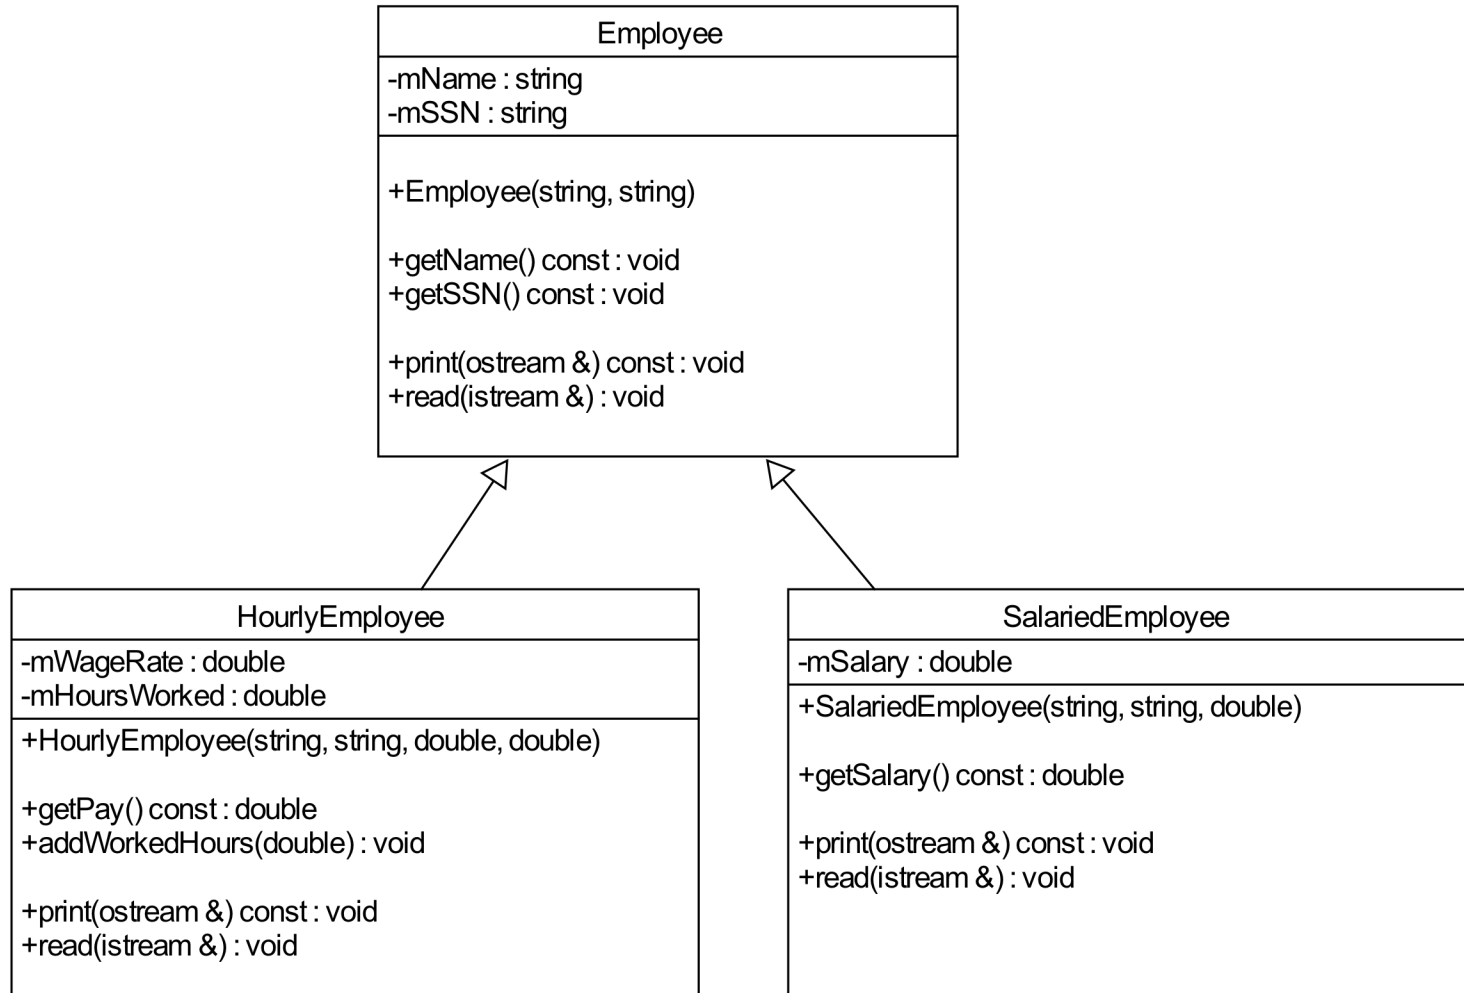 Employee
-mName : string
-mSSN : string
+Employee(string, string)
+getName() const : void
+getSSN() const : void
+print(ostream &) const : void
+read(istream &) : void
HourlyEmployee
-mWageRate : double
-mHoursWorked : double
+HourlyEmployee(string, string, double, double)
+getPay() const : double
+addWorkedHours(double) : void
+print(ostream &) const : void
+read(istream &) : void
SalariedEmployee
-mSalary : double
+SalariedEmployee(string, string, double)
+getSalary() const : double
+print(ostream &) const : void
+read(istream &) : void